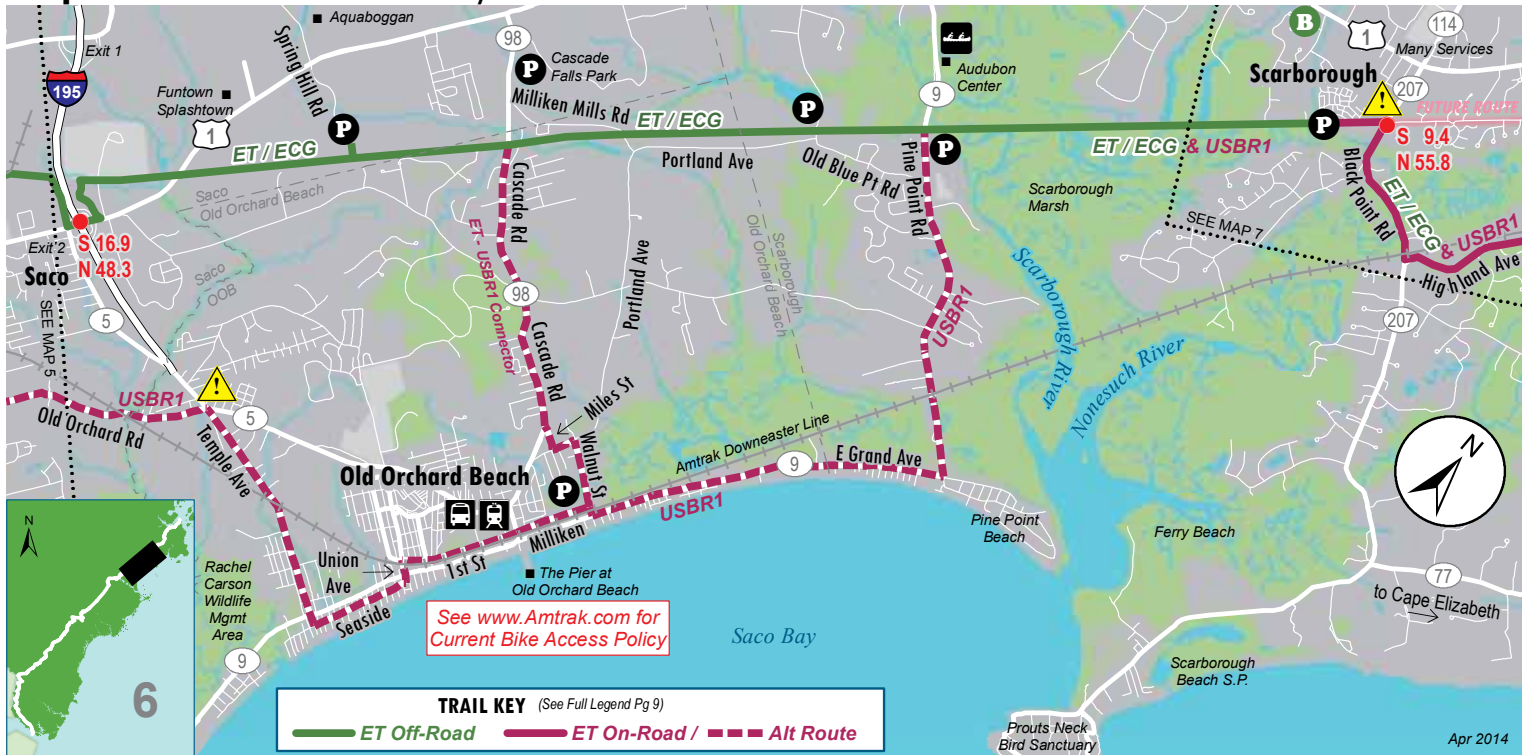 Exit 1
195
Aquaboggan
Spring Hill Rd
98
P
Cascade
Falls Park
Milliken Mills Rd
Funtown
Splashtown
1
P
ET / ECG
ET / ECG
P
9
Audubon
Center
B
1
114
Many Services
Scarborough
!
207
FUTURE ROUTE
P
S 9.4
N 55.8
ET / ECG & USBR1
P
Portland Ave
Old Blue Pt Rd
Pine Point Rd
Scarborough
Marsh
Black Point Rd
ET / ECG
& USBR1
Highland Ave
SEE MAP 7
207
Saco
Old Orchard Beach
Exit 2
S 16.9
N 48.3
Saco
Saco
OOB
5
SEE MAP 5
Cascade Rd
ET - USBR1 Connector
98
Cascade Rd
Portland Ave
Scarborough
Old Orchard Beach
USBR1
Scarborough River
Nonesuch River
USBR1
!
Old Orchard Rd
5
Temple Ave
Miles St
Walnut St
Amtrak Downeaster Line
9
E Grand Ave
N
Old Orchard Beach
P
USBR1
Milliken
1st St
Union
Ave
Seaside
The Pier at
Old Orchard Beach
Pine Point
Beach
Ferry Beach
77
to Cape Elizabeth
N
Rachel
Carson
Wildlife
Mgmt
Area
9
6
See www.Amtrak.com for
Current Bike Access Policy
Saco Bay
Scarborough
Beach S.P.
Prouts Neck
Bird Sanctuary
TRAIL KEY (See Full Legend Pg 9)
ET Off-Road ET On-Road / Alt Route
Apr 2014